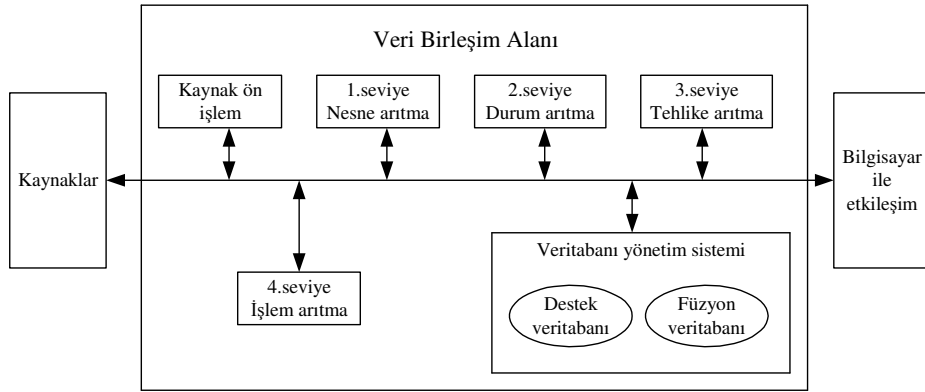 Veri Birleşim Alanı
Kaynak ön
işlem
1.seviye
Nesne arıtma
2.seviye
Durum arıtma
3.seviye
Tehlike arıtma
Kaynaklar
Bilgisayar
ile
etkileşim
4.seviye
İşlem arıtma
Veritabanı yönetim sistemi
Destek
veritabanı
Füzyon
veritabanı